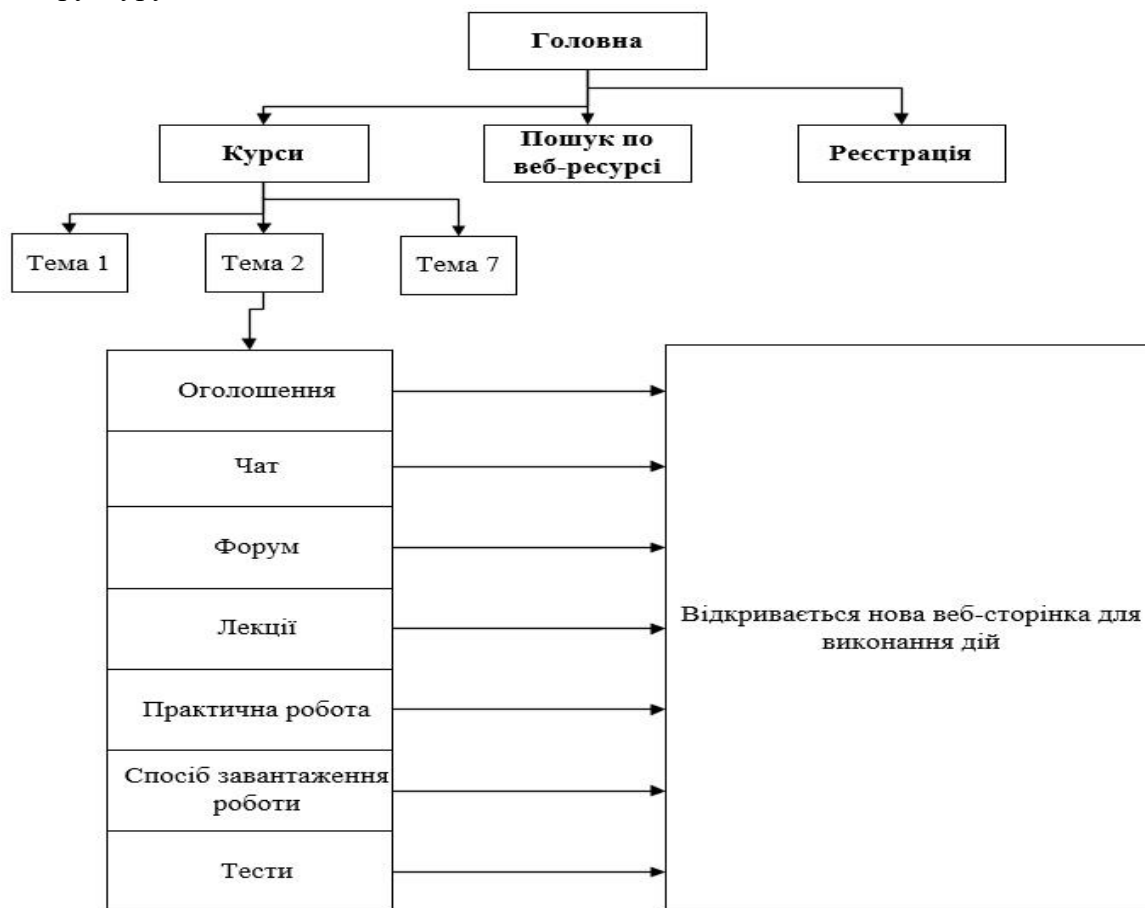 Головна
Курси
Пошук по
веб-ресурсі
Реєстрація
Тема 1
Тема 2
Тема 7
Оголошення
Чат
Форум
Лекції
Практична робота
Спосіб завантаження
роботи
Тести
Відкривається нова веб-сторінка для
виконання дій